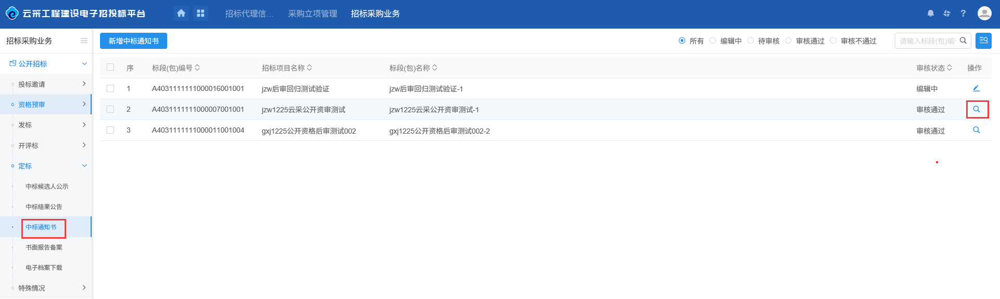 云采工程建设电子招投标平台
招标代理信...
采购立项管理
招标采购业务
招标采购业务
新增中标通知书
所有 编辑中 待审核 审核通过 审核不通过
请输入标段(包)编
公开招标
投标邀请
资格预审
发标
开评标
定标
中标候选人公示
中标结果公告
中标通知书
书面报告备案
电子档案下载
特殊情况
序 标段(包)编号 招标项目名称 标段(包)名称 审核状态 操作
1 A4031111111000016001001 jzw后审回归测试验证 jzw后审回归测试验证-1 编辑中
2 A4031111111000007001001 jzw1225云采公开资审测试 jzw1225云采公开资审测试-1 审核通过
3 A4031111111000011001004 gxj1225公开资格后审测试002 gxj1225公开资格后审测试002-2 审核通过